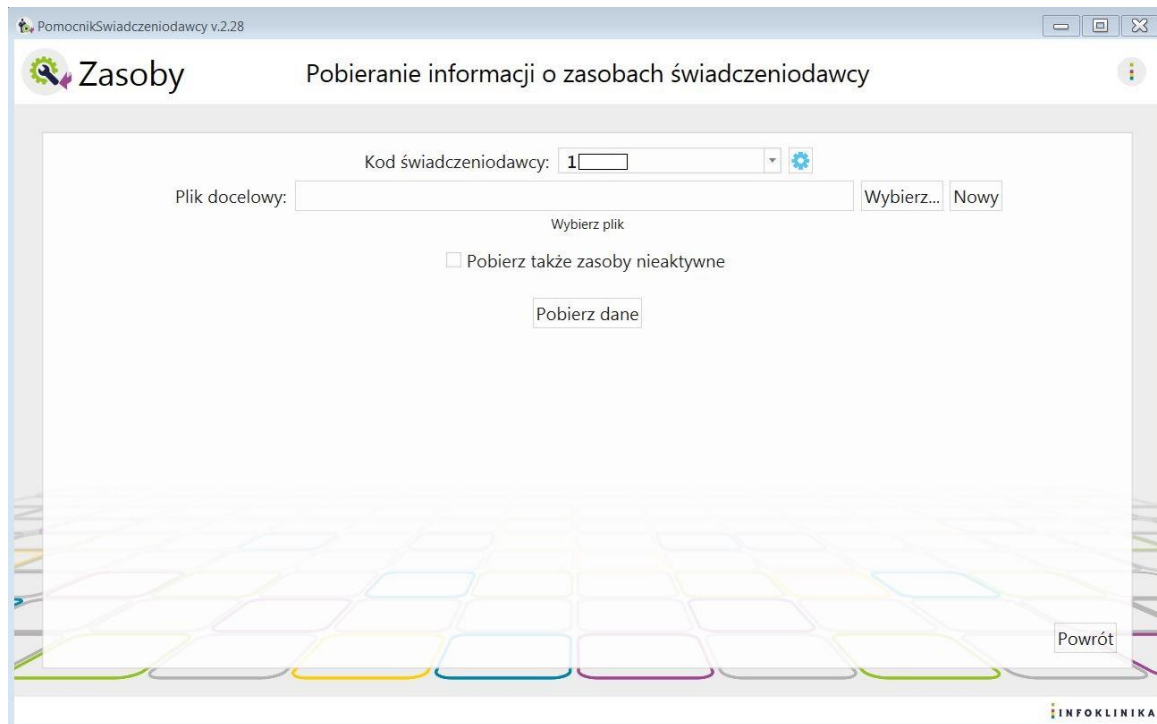 PomocnikSwiadczeniodawcy v.2.28
Zasoby
Pobieranie informacji o zasobach świadczeniodawcy
Kod świadczeniodawcy: 1
Plik docelowy: Wybierz... Nowy
Wybierz plik
Pobierz także zasoby nieaktywne
Pobierz dane
Powrót
INFOKLINIKA